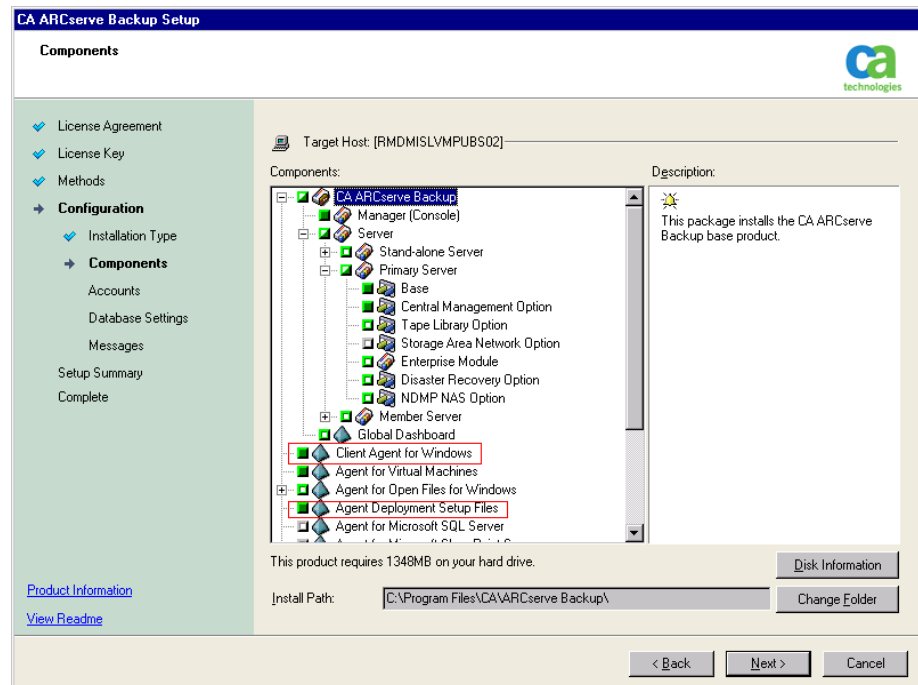 CA ARCserve Backup Setup
Components
ca
technologies
License Agreement
License Key
Methods
Configuration
Installation Type
Components
Accounts
Database Settings
Messages
Setup Summary
Complete
Product Information
View Readme
Target Host: [RMDMISLVMPUBS02]
Components:
CA ARCserve Backup
Manager (Console)
Server
Stand-alone Server
Primary Server
Base
Central Management Option
Tape Library Option
Storage Area Network Option
Enterprise Module
Disaster Recovery Option
NDMP NAS Option
Member Server
Global Dashboard
Client Agent for Windows
Agent for Virtual Machines
Agent for Open Files for Windows
Agent Deployment Setup Files
Agent for Microsoft SQL Server
Description:
This package installs the CA ARCserve
Backup base product.
This product requires 1348MB on your hard drive.
Disk Information
Install Path:
C:\Program Files\CA\ARCserve Backup\
Change Folder
< Back
Next >
Cancel